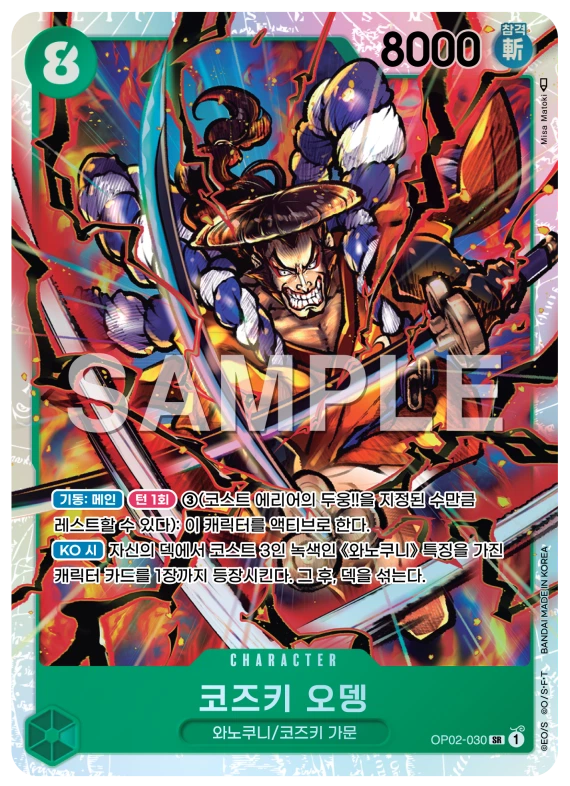 8
8000
참격
斬
Misa Matoki
SAMPLE
기동: 메인 턴 1회 ③(코스트 에리어의 두웅!!을 지정된 수만큼
레스트할 수 있다): 이 캐릭터를 액티브로 한다.
KO 시 자신의 덱에서 코스트 3인 녹색인 《와노쿠니》 특징을 가진
캐릭터 카드를 1장까지 등장시킨다. 그 후, 덱을 섞는다.
CHARACTER
코즈키 오뎅
와노쿠니/코즈키 가문
OP02-030 SR 1
©EO/S ©O/S·F·T BANDAI MADE IN KOREA